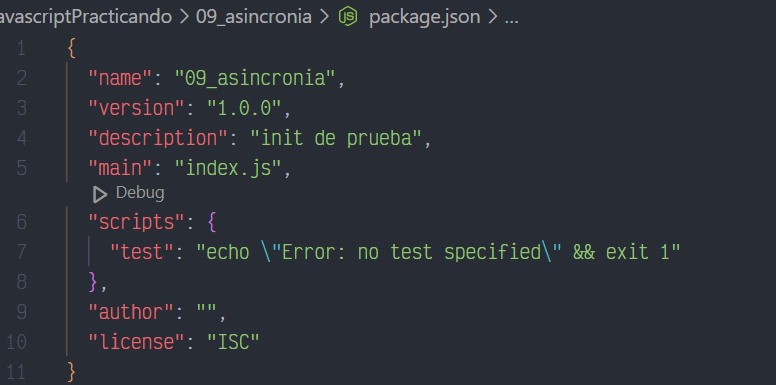 avascriptPracticando > 09_asincronia > package.json > ...
1 {
2 "name": "09_asincronia",
3 "version": "1.0.0",
4 "description": "init de prueba",
5 "main": "index.js",
Debug
6 "scripts": {
7 "test": "echo \"Error: no test specified\" && exit 1"
8 },
9 "author": "",
10 "license": "ISC"
11 }